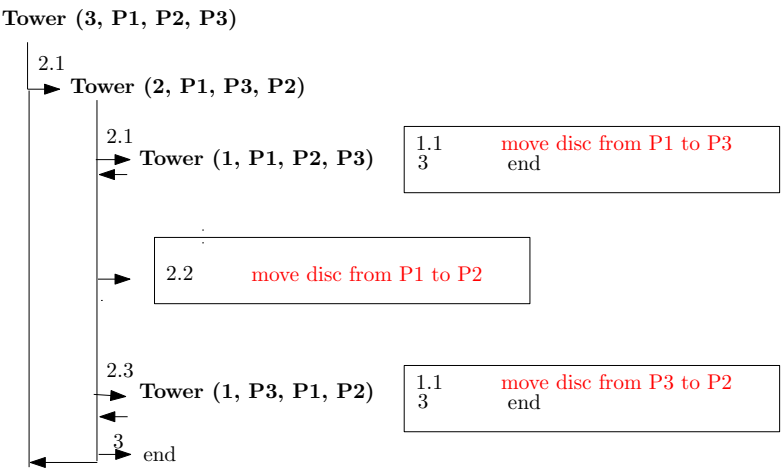 Tower (3, P1, P2, P3)
2.1
Tower (2, P1, P3, P2)
2.1
Tower (1, P1, P2, P3)
1.1 move disc from P1 to P3
3 end
2.2 move disc from P1 to P2
2.3
Tower (1, P3, P1, P2)
1.1 move disc from P3 to P2
3 end
3
end